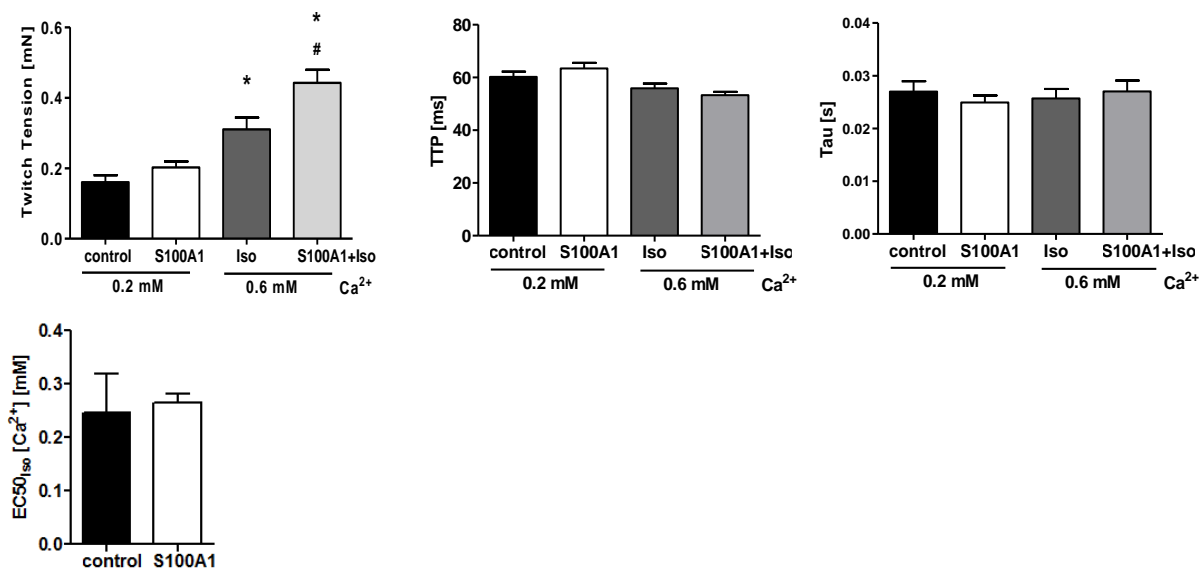 Twitch Tension [mN]
0.6
0.4
0.2
0.0
*
*
#
control S100A1 Iso S100A1+Iso
0.2 mM 0.6 mM Ca²⁺
TTP [ms]
80
60
40
20
0
control S100A1 Iso S100A1+Iso
0.2 mM 0.6 mM Ca²⁺
Tau [s]
0.04
0.03
0.02
0.01
0.00
control S100A1 Iso S100A1+Iso
0.2 mM 0.6 mM Ca²⁺
EC50Iso [Ca²⁺] [mM]
0.4
0.3
0.2
0.1
0.0
control S100A1